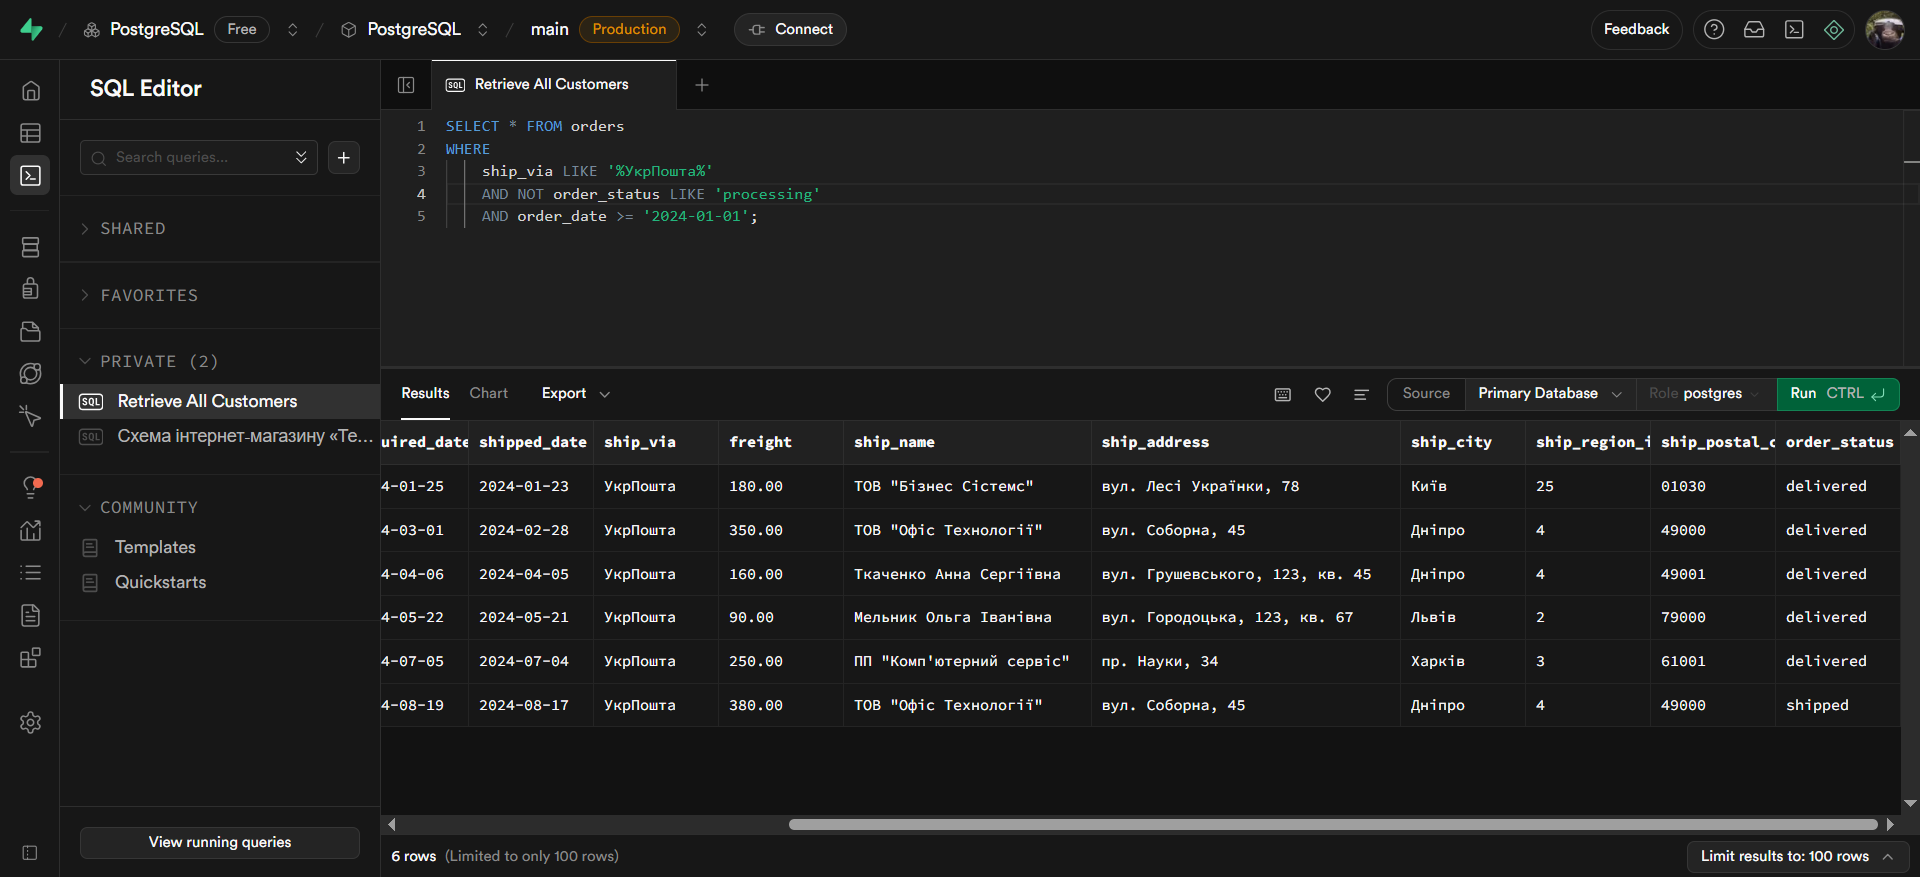 PostgreSQL Free / PostgreSQL / main Production Connect Feedback
SQL Editor
Search queries...
SHARED
FAVORITES
PRIVATE (2)
SQL Retrieve All Customers
SQL Схема інтернет-магазину «Те...
COMMUNITY
Templates
Quickstarts
View running queries
SQL Retrieve All Customers
1 SELECT * FROM orders
2 WHERE
3 ship_via LIKE '%УкрПошта%'
4 AND NOT order_status LIKE 'processing'
5 AND order_date >= '2024-01-01';
Results Chart Export Source Primary Database Role postgres Run CTRL
uired_date shipped_date ship_via freight ship_name ship_address ship_city ship_region_i ship_postal_c order_status
4-01-25 2024-01-23 УкрПошта 180.00 ТОВ "Бізнес Сістемс" вул. Лесі Українки, 78 Київ 25 01030 delivered
4-03-01 2024-02-28 УкрПошта 350.00 ТОВ "Офіс Технології" вул. Соборна, 45 Дніпро 4 49000 delivered
4-04-06 2024-04-05 УкрПошта 160.00 Ткаченко Анна Сергіївна вул. Грушевського, 123, кв. 45 Дніпро 4 49001 delivered
4-05-22 2024-05-21 УкрПошта 90.00 Мельник Ольга Іванівна вул. Городоцька, 123, кв. 67 Львів 2 79000 delivered
4-07-05 2024-07-04 УкрПошта 250.00 ПП "Комп'ютерний сервіс" пр. Науки, 34 Харків 3 61001 delivered
4-08-19 2024-08-17 УкрПошта 380.00 ТОВ "Офіс Технології" вул. Соборна, 45 Дніпро 4 49000 shipped
6 rows (Limited to only 100 rows)
Limit results to: 100 rows